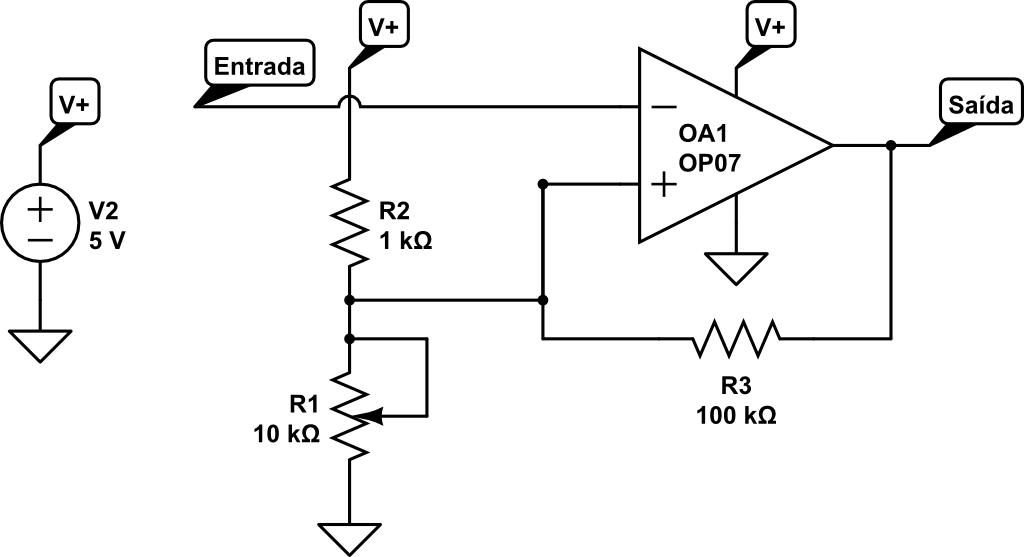 V+
V2
5 V
Entrada
V+
R2
1 kΩ
R1
10 kΩ
V+
OA1
OP07
Saída
R3
100 kΩ